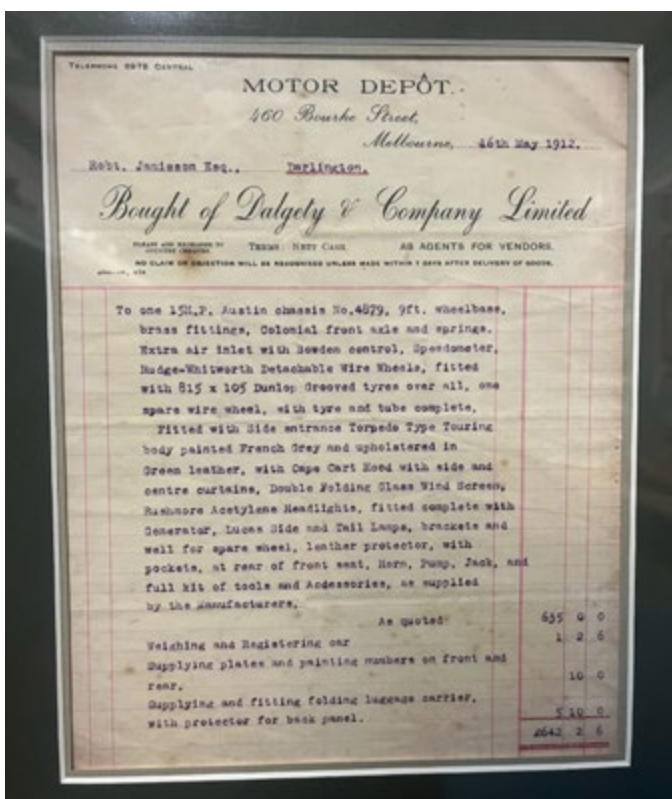 TELEPHONE 8978 CENTRAL
MOTOR DEPÔT.
460 Bourke Street,
Melbourne, 16th May 1912.
Robt. Jamieson Esq., Darlington.
Bought of Dalgety & Company Limited
PLEASE ADD EXCHANGE TO COUNTRY CHEQUES. TERMS: NETT CASH. AS AGENTS FOR VENDORS.
NO CLAIM OR OBJECTION WILL BE RECOGNISED UNLESS MADE WITHIN 7 DAYS AFTER DELIVERY OF GOODS.
To one 15H.P. Austin chassis No.4879, 9ft. wheelbase,
brass fittings, Colonial front axle and springs.
Extra air inlet with Bowden control, Speedometer,
Rudge-Whitworth Detachable Wire Wheels, fitted
with 815 x 105 Dunlop Grooved tyres over all, one
spare wire wheel, with tyre and tube complete,
Fitted with Side entrance Torpedo Type Touring
body painted French Grey and upholstered in
Green leather, with Cape Cart Hood with side and
centre curtains, Double Folding Glass Wind Screen,
Rushmore Acetylene Headlights, fitted complete with
Generator, Lucas Side and Tail Lamps, brackets and
well for spare wheel, leather protector, with
pockets, at rear of front seat, Horn, Pump, Jack, and
full kit of tools and Accessories, as supplied
by the Manufacturers.
As quoted 635 0 0
Weighing and Registering car 1 2 6
Supplying plates and painting numbers on front and
rear. 10 0
Supplying and fitting folding luggage carrier,
with protector for back panel. 5 10 0
£642 2 6